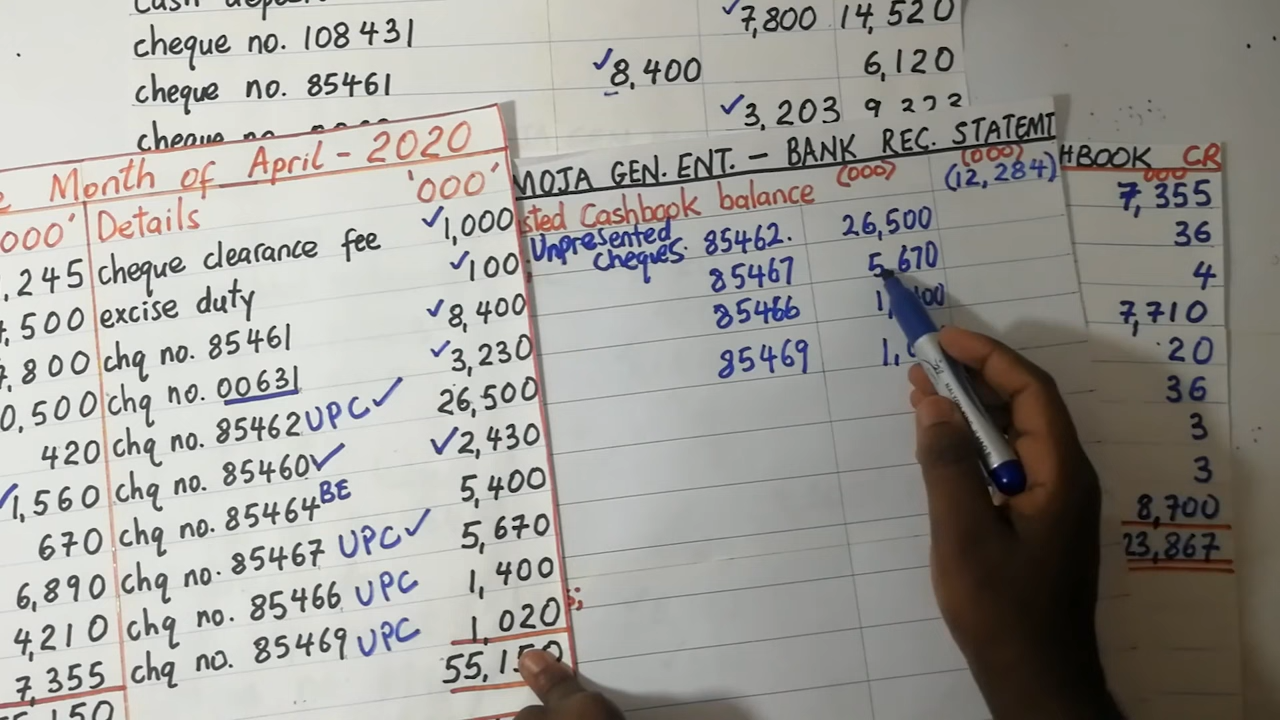 7,800 14,520
cheque no. 108431
8,400 6,120
cheque no. 85461
3,203
Month of April - 2020
'000'
000' Details
,245 cheque clearance fee 1,000
,500 excise duty 100
,800 chq no. 85461 8,400
0,500 chq no. 00631 3,230
420 chq no. 85462 UPC 26,500
1,560 chq no. 85460 2,430
670 chq no. 85464 BE 5,400
6,890 chq no. 85467 UPC 5,670
4,210 chq no. 85466 UPC 1,400
7,355 chq no. 85469 UPC 1,020
55,150
MOJA GEN. ENT. - BANK REC. STATEMT
(000) (000)
sted Cashbook balance (12,284)
Unpresented cheques. 85462. 26,500
85467 5,670
85466
85469
HBOOK CR
000
7,355
36
4
7,710
20
36
3
3
8,700
23,867